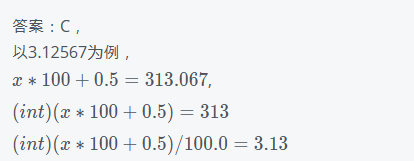 答案：C，
以3.12567为例，
x ∗ 100 + 0.5 = 313.067,
(int)(x ∗ 100 + 0.5) = 313
(int)(x ∗ 100 + 0.5)/100.0 = 3.13